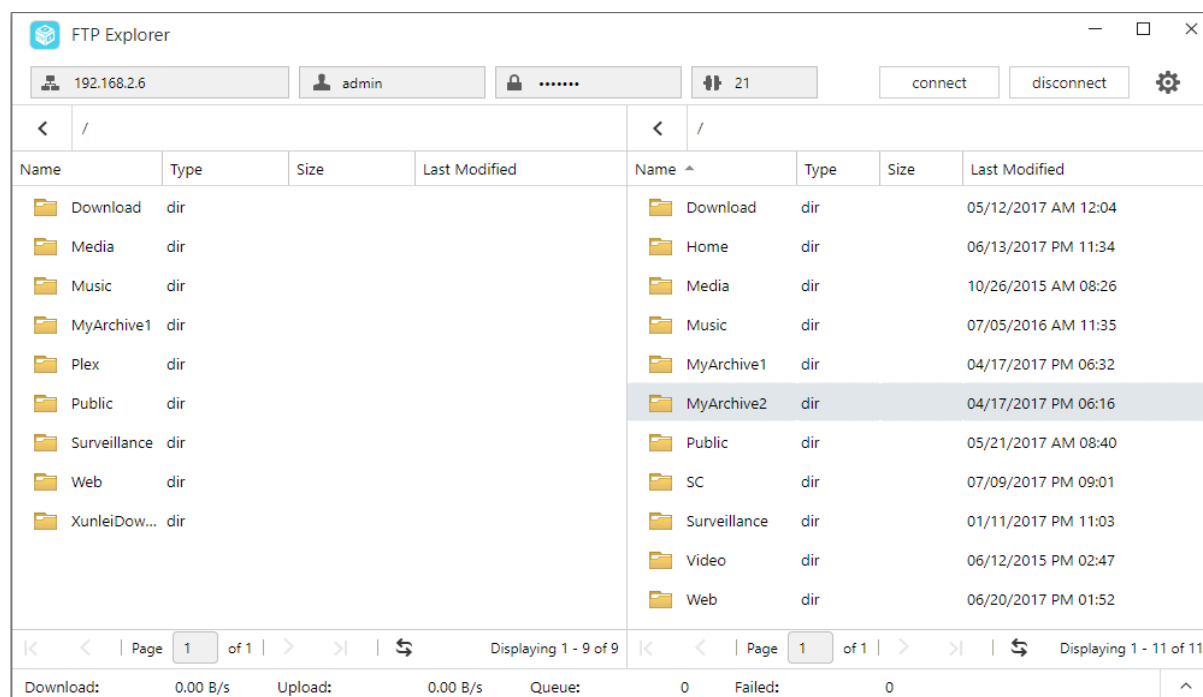 FTP Explorer
192.168.2.6 admin ••••••• 21 connect disconnect
/ /
Name Type Size Last Modified Name Type Size Last Modified
Download dir Download dir 05/12/2017 AM 12:04
Media dir Home dir 06/13/2017 PM 11:34
Music dir Media dir 10/26/2015 AM 08:26
MyArchive1 dir Music dir 07/05/2016 AM 11:35
Plex dir MyArchive1 dir 04/17/2017 PM 06:32
Public dir MyArchive2 dir 04/17/2017 PM 06:16
Surveillance dir Public dir 05/21/2017 AM 08:40
Web dir SC dir 07/09/2017 PM 09:01
XunleiDow... dir Surveillance dir 01/11/2017 PM 11:03
Video dir 06/12/2015 PM 02:47
Web dir 06/20/2017 PM 01:52
Page 1 of 1 Displaying 1 - 9 of 9 Page 1 of 1 Displaying 1 - 11 of 11
Download: 0.00 B/s Upload: 0.00 B/s Queue: 0 Failed: 0